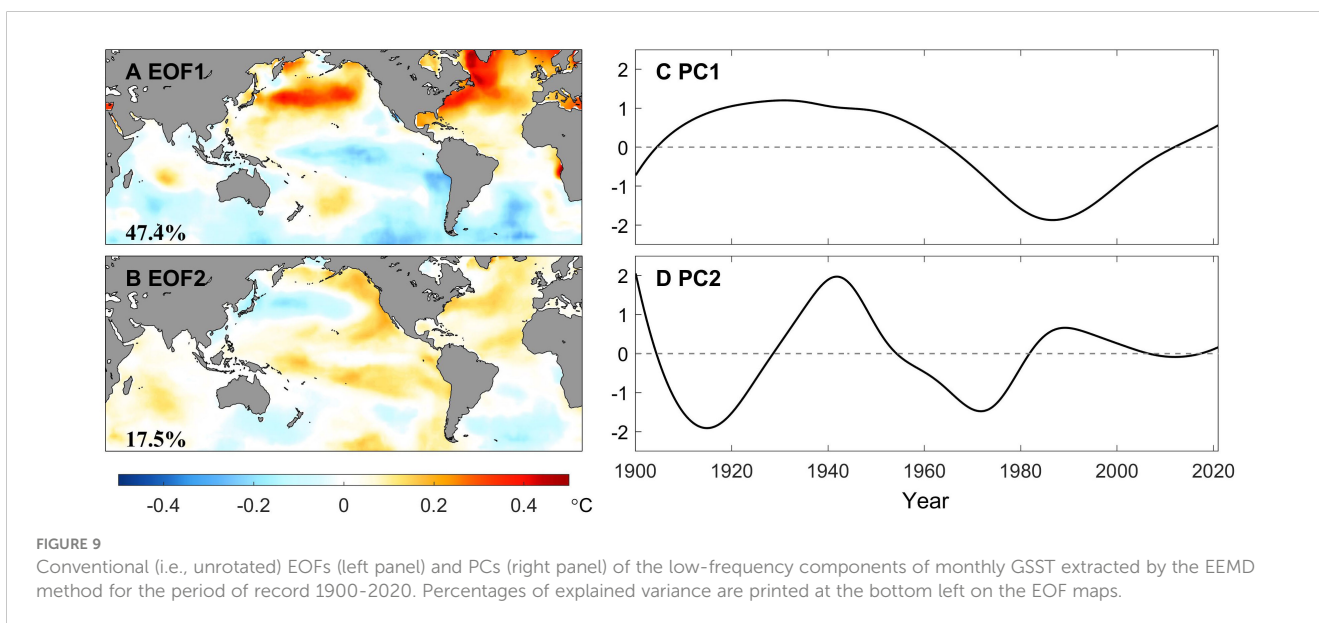 A EOF1
47.4%
B EOF2
17.5%
-0.4 -0.2 0 0.2 0.4 °C
C PC1
2
1
0
-1
-2
D PC2
2
1
0
-1
-2
1900 1920 1940 1960 1980 2000 2020
Year
FIGURE 9
Conventional (i.e., unrotated) EOFs (left panel) and PCs (right panel) of the low-frequency components of monthly GSST extracted by the EEMD
method for the period of record 1900-2020. Percentages of explained variance are printed at the bottom left on the EOF maps.